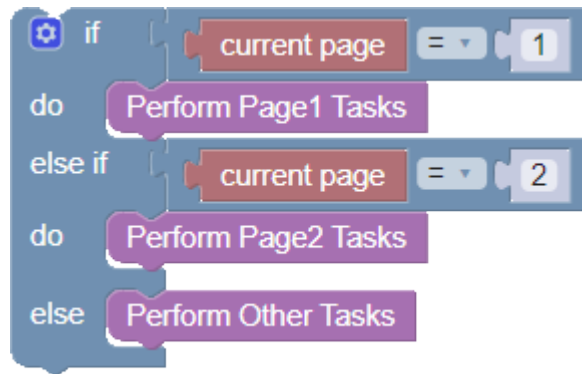 if current page = 1
do Perform Page1 Tasks
else if current page = 2
do Perform Page2 Tasks
else Perform Other Tasks